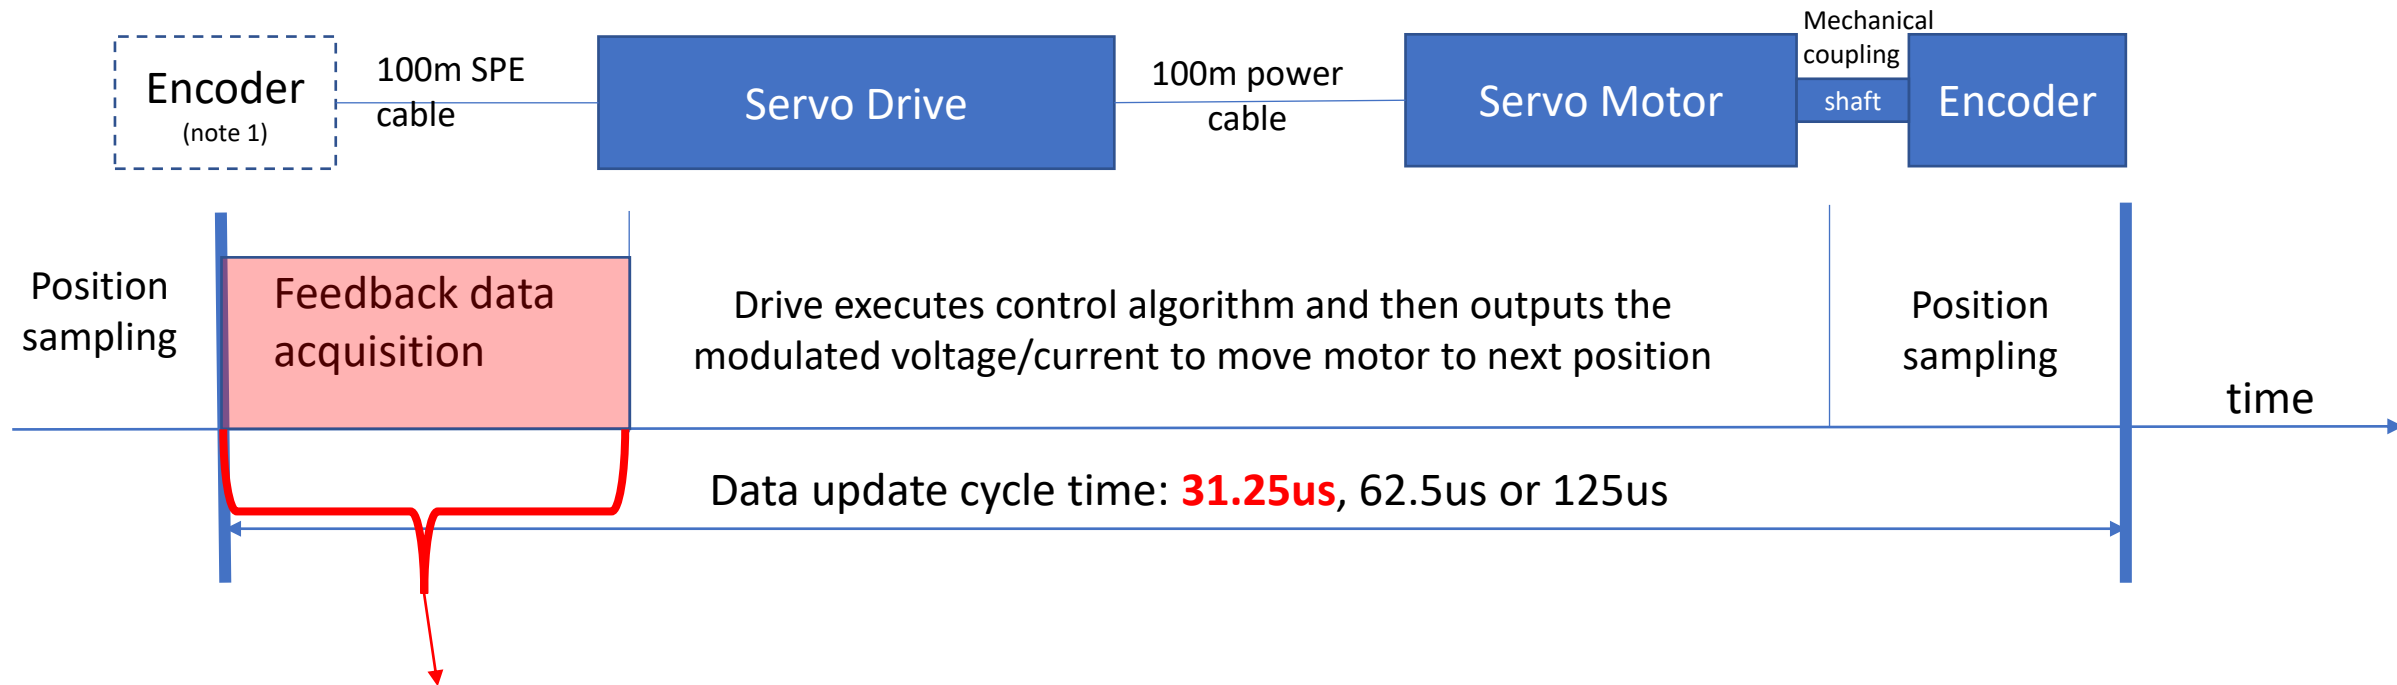 Encoder
(note 1)
100m SPE
cable
Servo Drive
100m power
cable
Servo Motor
Mechanical
coupling
shaft
Encoder
Position
sampling
Feedback data
acquisition
Drive executes control algorithm and then outputs the
modulated voltage/current to move motor to next position
Position
sampling
time
Data update cycle time: 31.25us, 62.5us or 125us